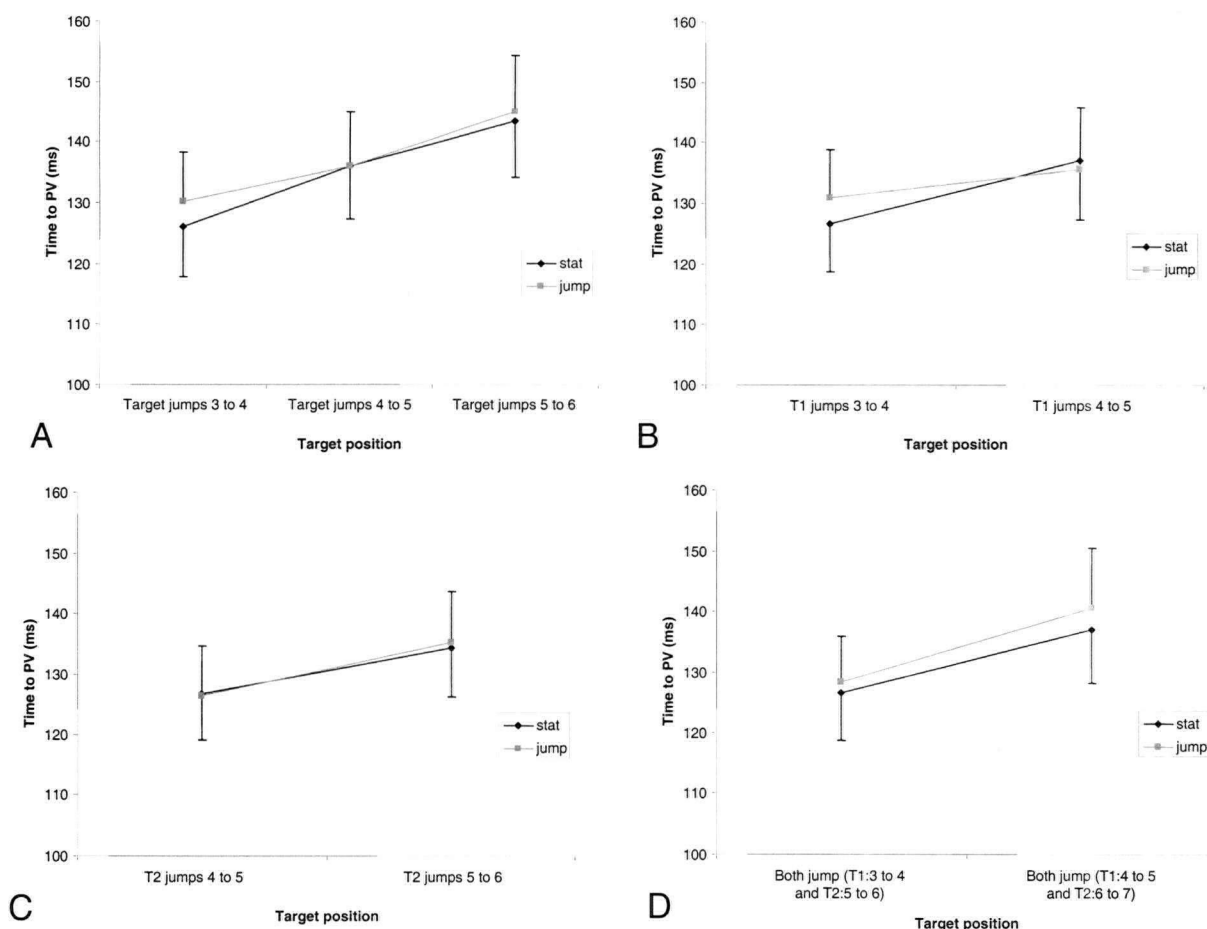 160
150
140
130
120
110
100
Time to PV (ms)
stat
jump
Target jumps 3 to 4
Target jumps 4 to 5
Target jumps 5 to 6
Target position
A
160
150
140
130
120
110
100
Time to PV (ms)
stat
jump
T1 jumps 3 to 4
T1 jumps 4 to 5
Target position
B
160
150
140
130
120
110
100
Time to PV (ms)
stat
jump
T2 jumps 4 to 5
T2 jumps 5 to 6
Target position
C
160
150
140
130
120
110
100
Time to PV (ms)
stat
jump
Both jump (T1:3 to 4
and T2:5 to 6)
Both jump (T1:4 to 5
and T2:6 to 7)
Target position
D